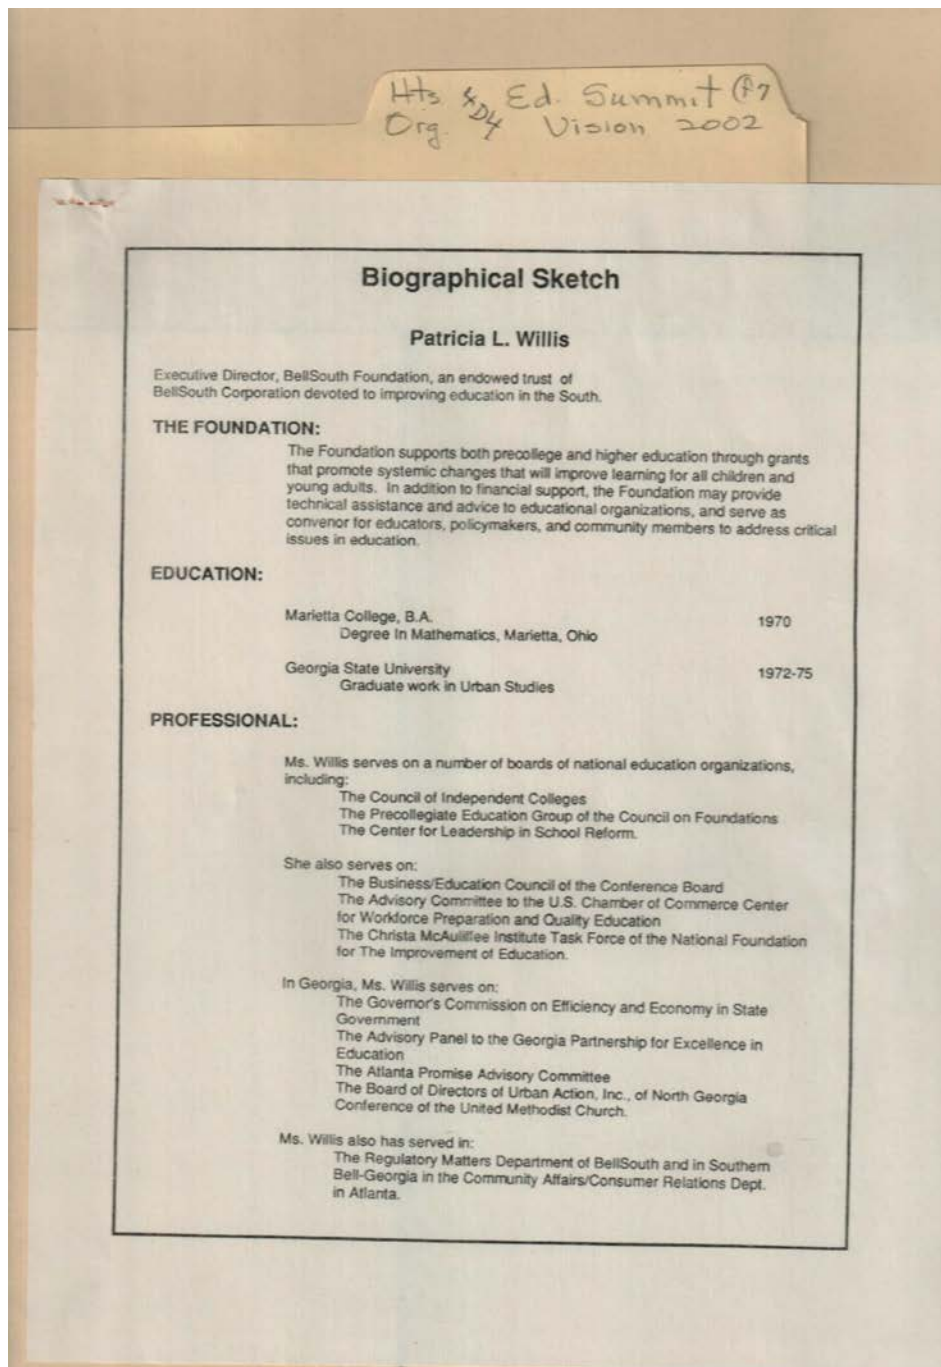 Hts & Ed. Summit
Org. Vision 2002
Biographical Sketch
Patricia L. Willis
Executive Director, BellSouth Foundation, an endowed trust of
BellSouth Corporation devoted to improving education in the South.
THE FOUNDATION:
The Foundation supports both precollege and higher education through grants
that promote systemic changes that will improve learning for all children and
young adults. In addition to financial support, the Foundation may provide
technical assistance and advice to educational organizations, and serve as
convenor for educators, policymakers, and community members to address critical
issues in education.
EDUCATION:
Marietta College, B.A. 1970
Degree In Mathematics, Marietta, Ohio
Georgia State University 1972-75
Graduate work in Urban Studies
PROFESSIONAL:
Ms. Willis serves on a number of boards of national education organizations,
including:
The Council of Independent Colleges
The Precollegiate Education Group of the Council on Foundations
The Center for Leadership in School Reform.
She also serves on:
The Business/Education Council of the Conference Board
The Advisory Committee to the U.S. Chamber of Commerce Center
for Workforce Preparation and Quality Education
The Christa McAuliffee Institute Task Force of the National Foundation
for The Improvement of Education.
In Georgia, Ms. Willis serves on:
The Governor's Commission on Efficiency and Economy in State
Government
The Advisory Panel to the Georgia Partnership for Excellence in
Education
The Atlanta Promise Advisory Committee
The Board of Directors of Urban Action, Inc., of North Georgia
Conference of the United Methodist Church.
Ms. Willis also has served in:
The Regulatory Matters Department of BellSouth and in Southern
Bell-Georgia in the Community Affairs/Consumer Relations Dept.
in Atlanta.